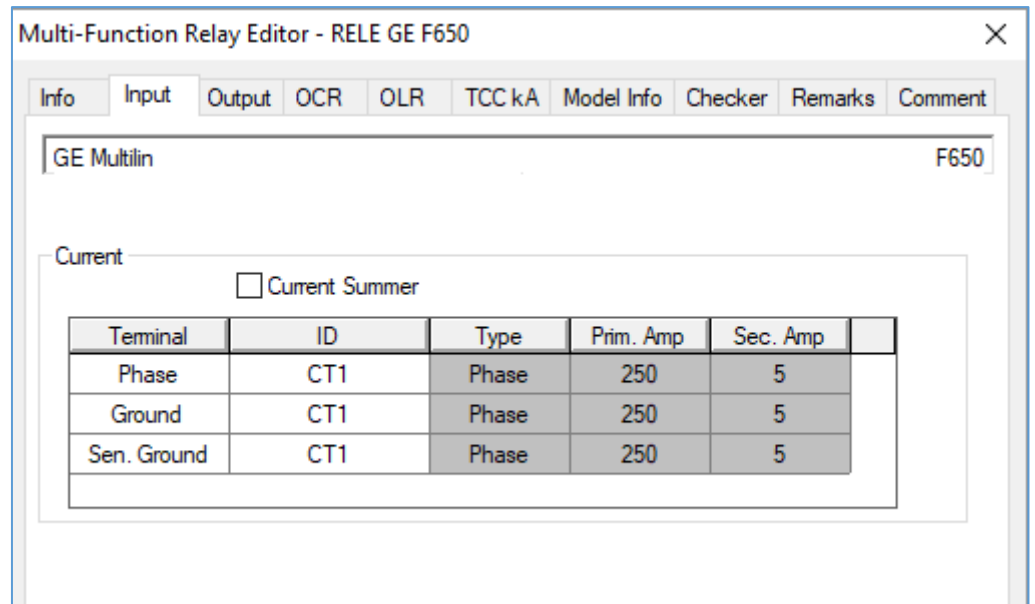 Multi-Function Relay Editor - RELE GE F650
Info Input Output OCR OLR TCC kA Model Info Checker Remarks Comment
GE Multilin F650
Current
Current Summer
Terminal ID Type Prim. Amp Sec. Amp
Phase CT1 Phase 250 5
Ground CT1 Phase 250 5
Sen. Ground CT1 Phase 250 5